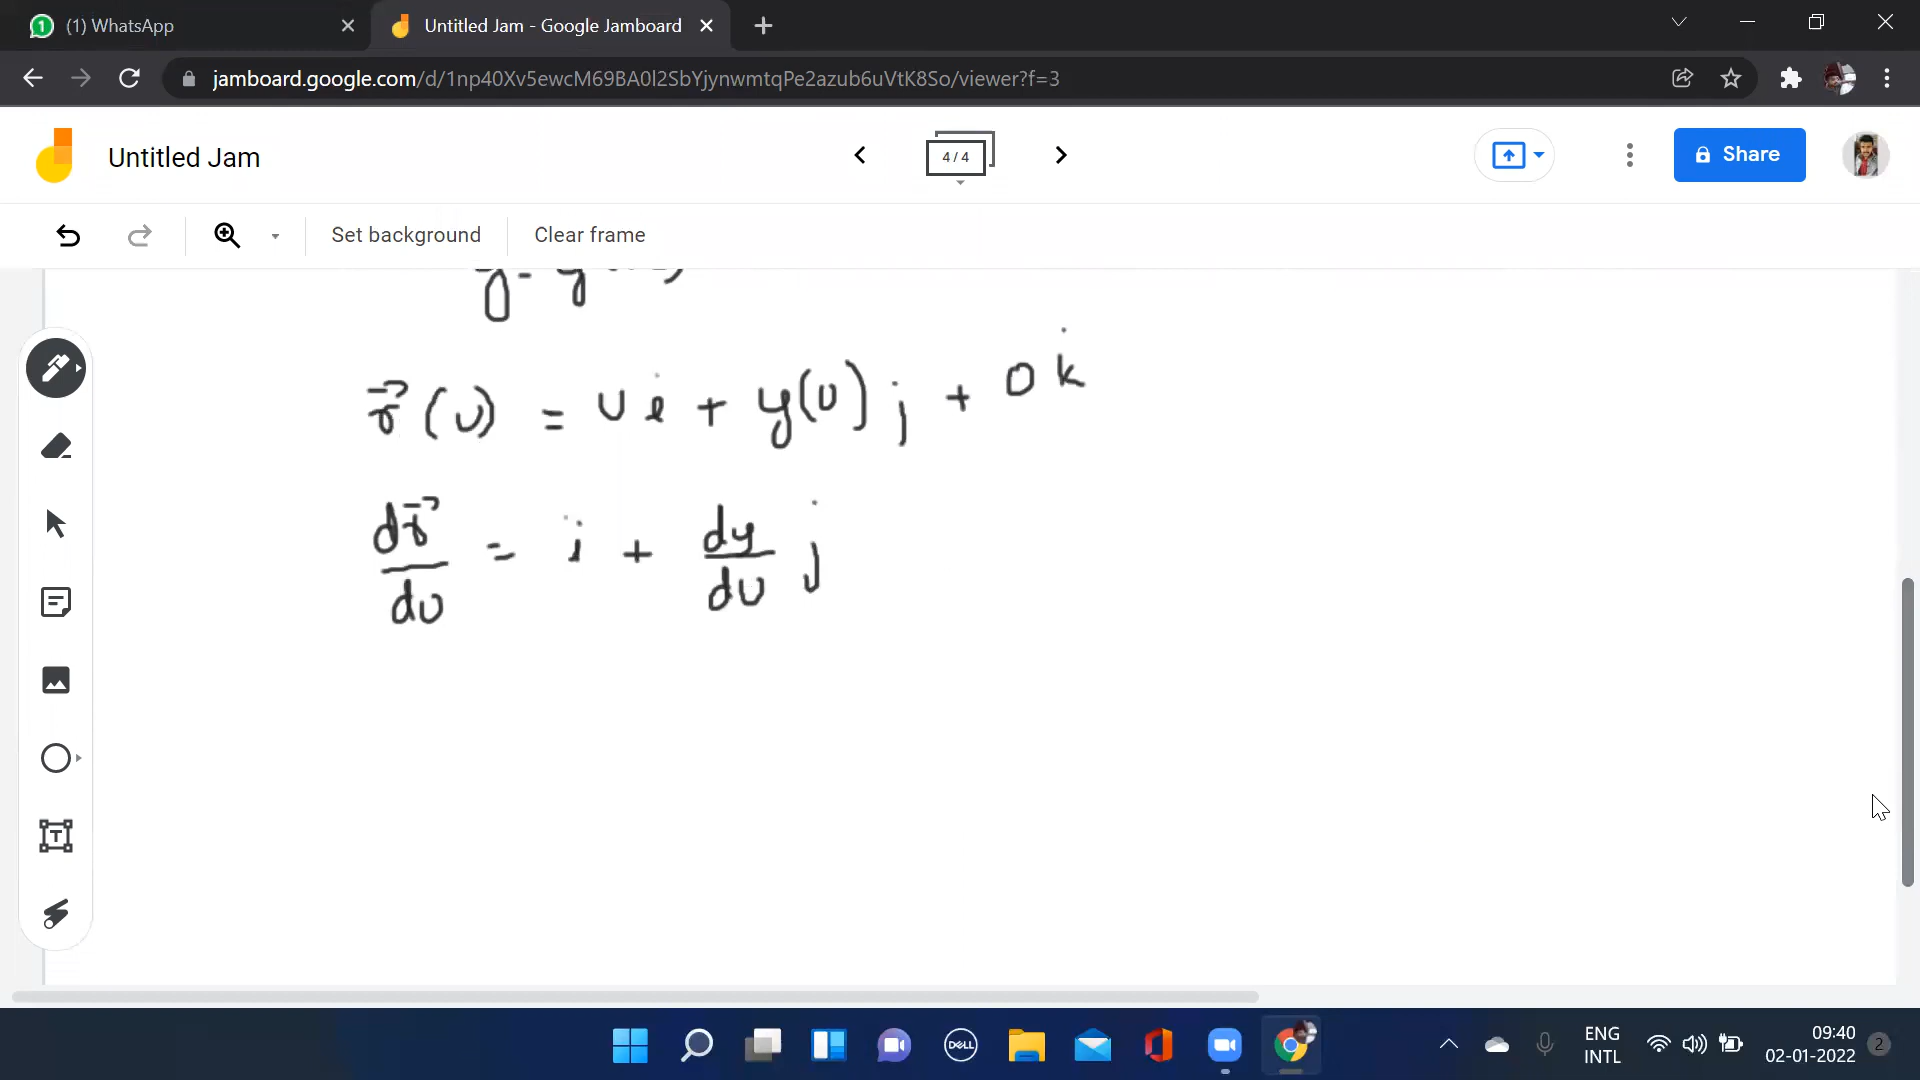 (1) WhatsApp
Untitled Jam - Google Jamboard
jamboard.google.com/d/1np40Xv5ewcM69BA0l2SbYjynwmtqPe2azub6uVtK8So/viewer?f=3
Untitled Jam
4 / 4
Share
Set background
Clear frame
r⃗ (u) = u i + y(u) j + 0 k
dr⃗/du = i + dy/du j
DELL
ENG
INTL
09:40
02-01-2022
2